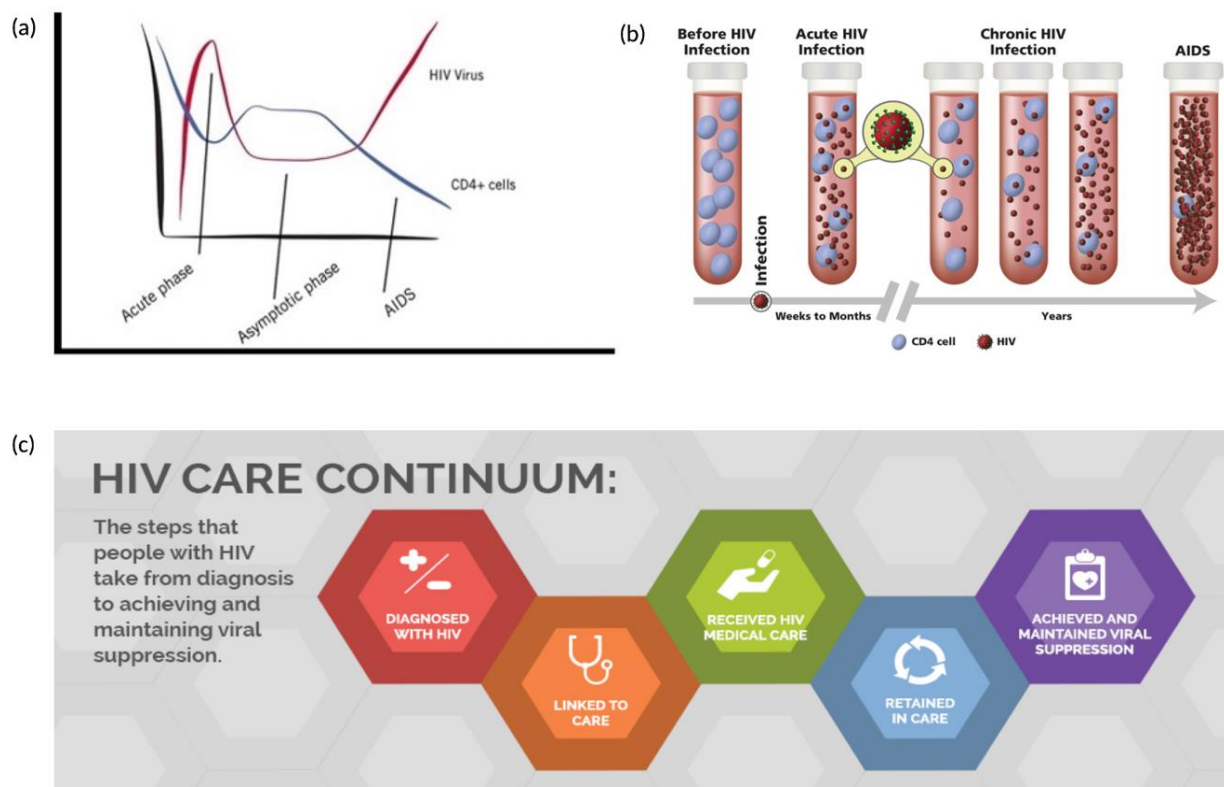 (a)
HIV Virus
CD4+ cells
Acute phase
Asymptotic phase
AIDS
(b)
Before HIV
Infection
Acute HIV
Infection
Chronic HIV
Infection
AIDS
Infection
Weeks to Months
Years
CD4 cell
HIV
(c)
HIV CARE CONTINUUM:
The steps that
people with HIV
take from diagnosis
to achieving and
maintaining viral
suppression.
DIAGNOSED
WITH HIV
LINKED TO
CARE
RECEIVED HIV
MEDICAL CARE
RETAINED
IN CARE
ACHIEVED AND
MAINTAINED VIRAL
SUPPRESSION